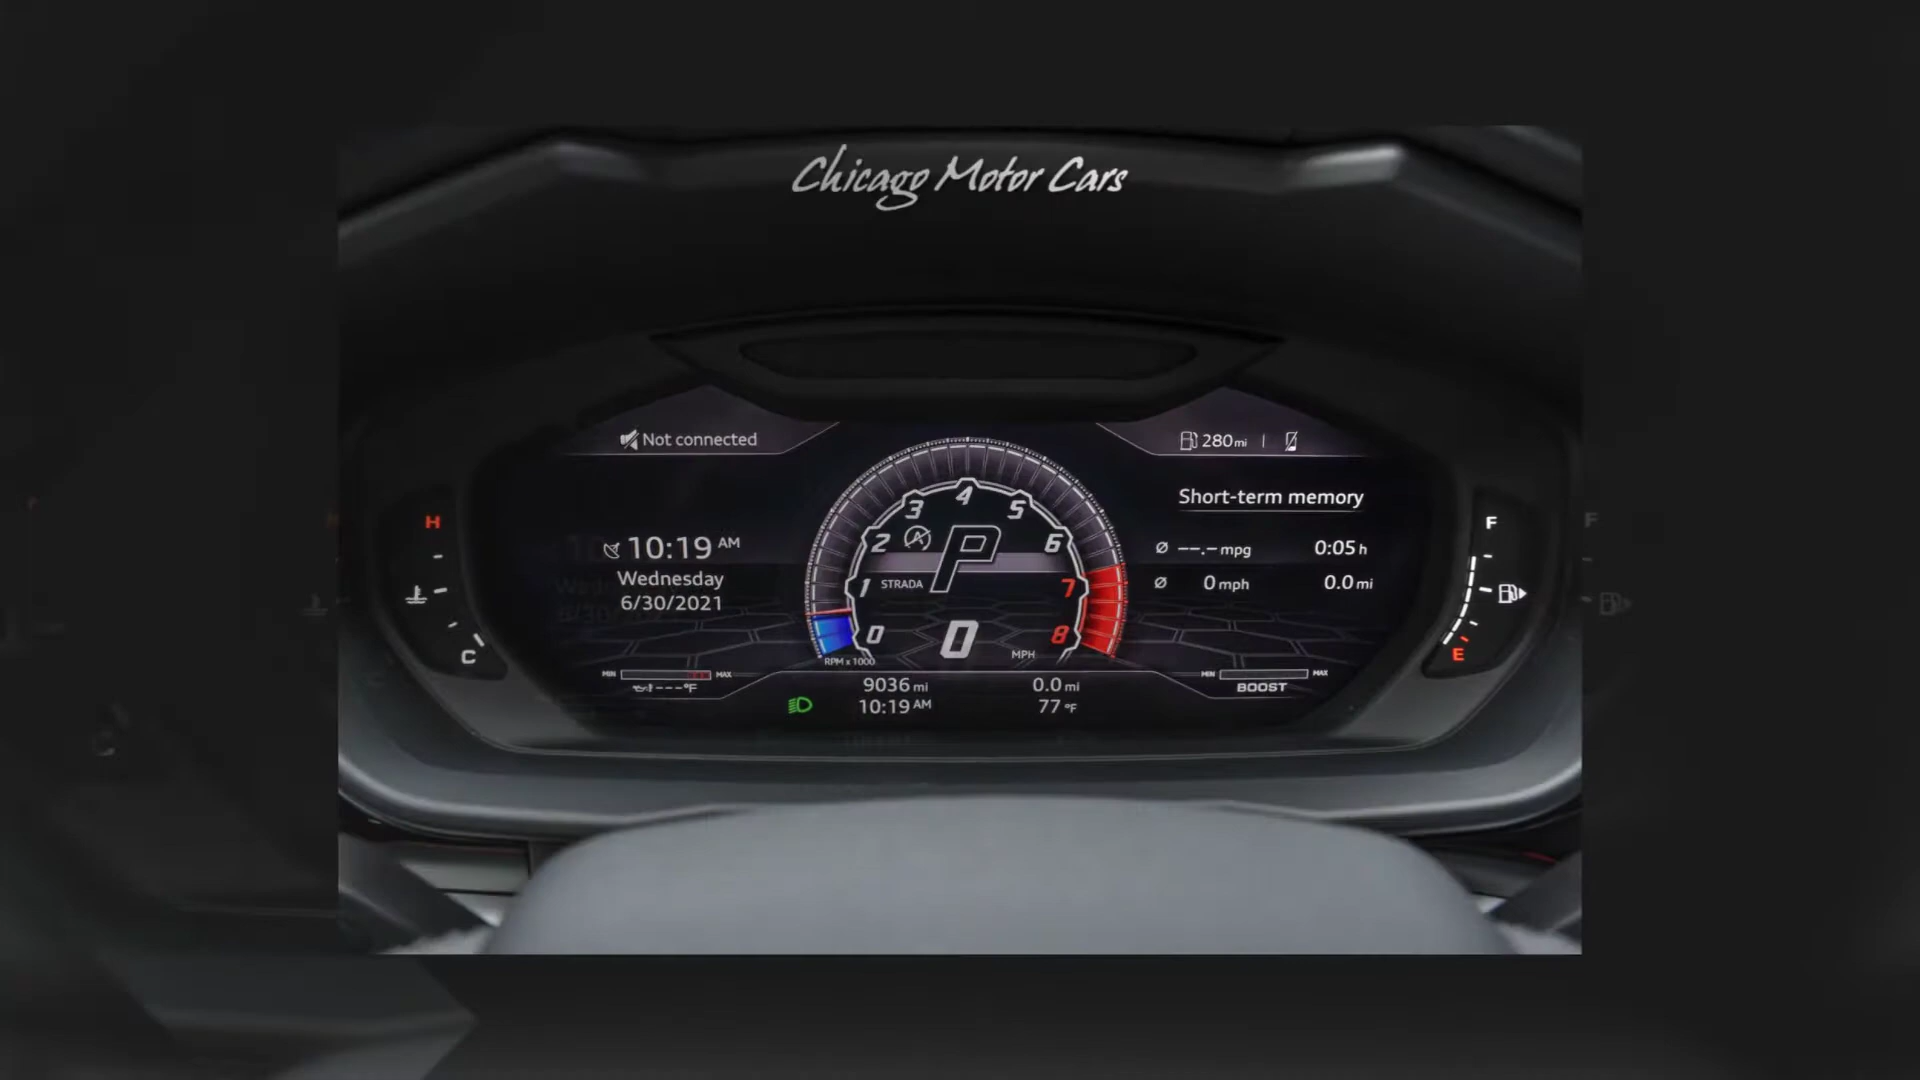 Chicago Motor Cars
Not connected
280 mi
Short-term memory
10:19 AM
Wednesday
6/30/2021
H
C
0
1
2
3
4
5
6
7
8
P
STRADA
0
MPH
RPM x 1000
Ø --.- mpg 0:05 h
Ø 0 mph 0.0 mi
F
E
MIN MAX
---°F
MIN MAX
BOOST
9036 mi 0.0 mi
10:19 AM 77 °F